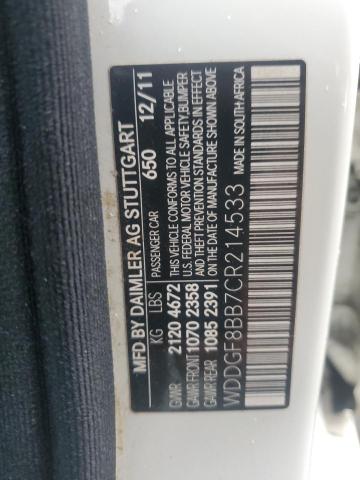 MFD BY DAIMLER AG STUTTGART
PASSENGER CAR 650 12/11
KG LBS
GVWR 2120 4672
GAWR FRONT 1070 2358
GAWR REAR 1085 2391
THIS VEHICLE CONFORMS TO ALL APPLICABLE
U.S. FEDERAL MOTOR VEHICLE SAFETY, BUMPER
AND THEFT PREVENTION STANDARDS IN EFFECT
ON THE DATE OF MANUFACTURE SHOWN ABOVE
WDDGF8BB7CR214533
MADE IN SOUTH AFRICA